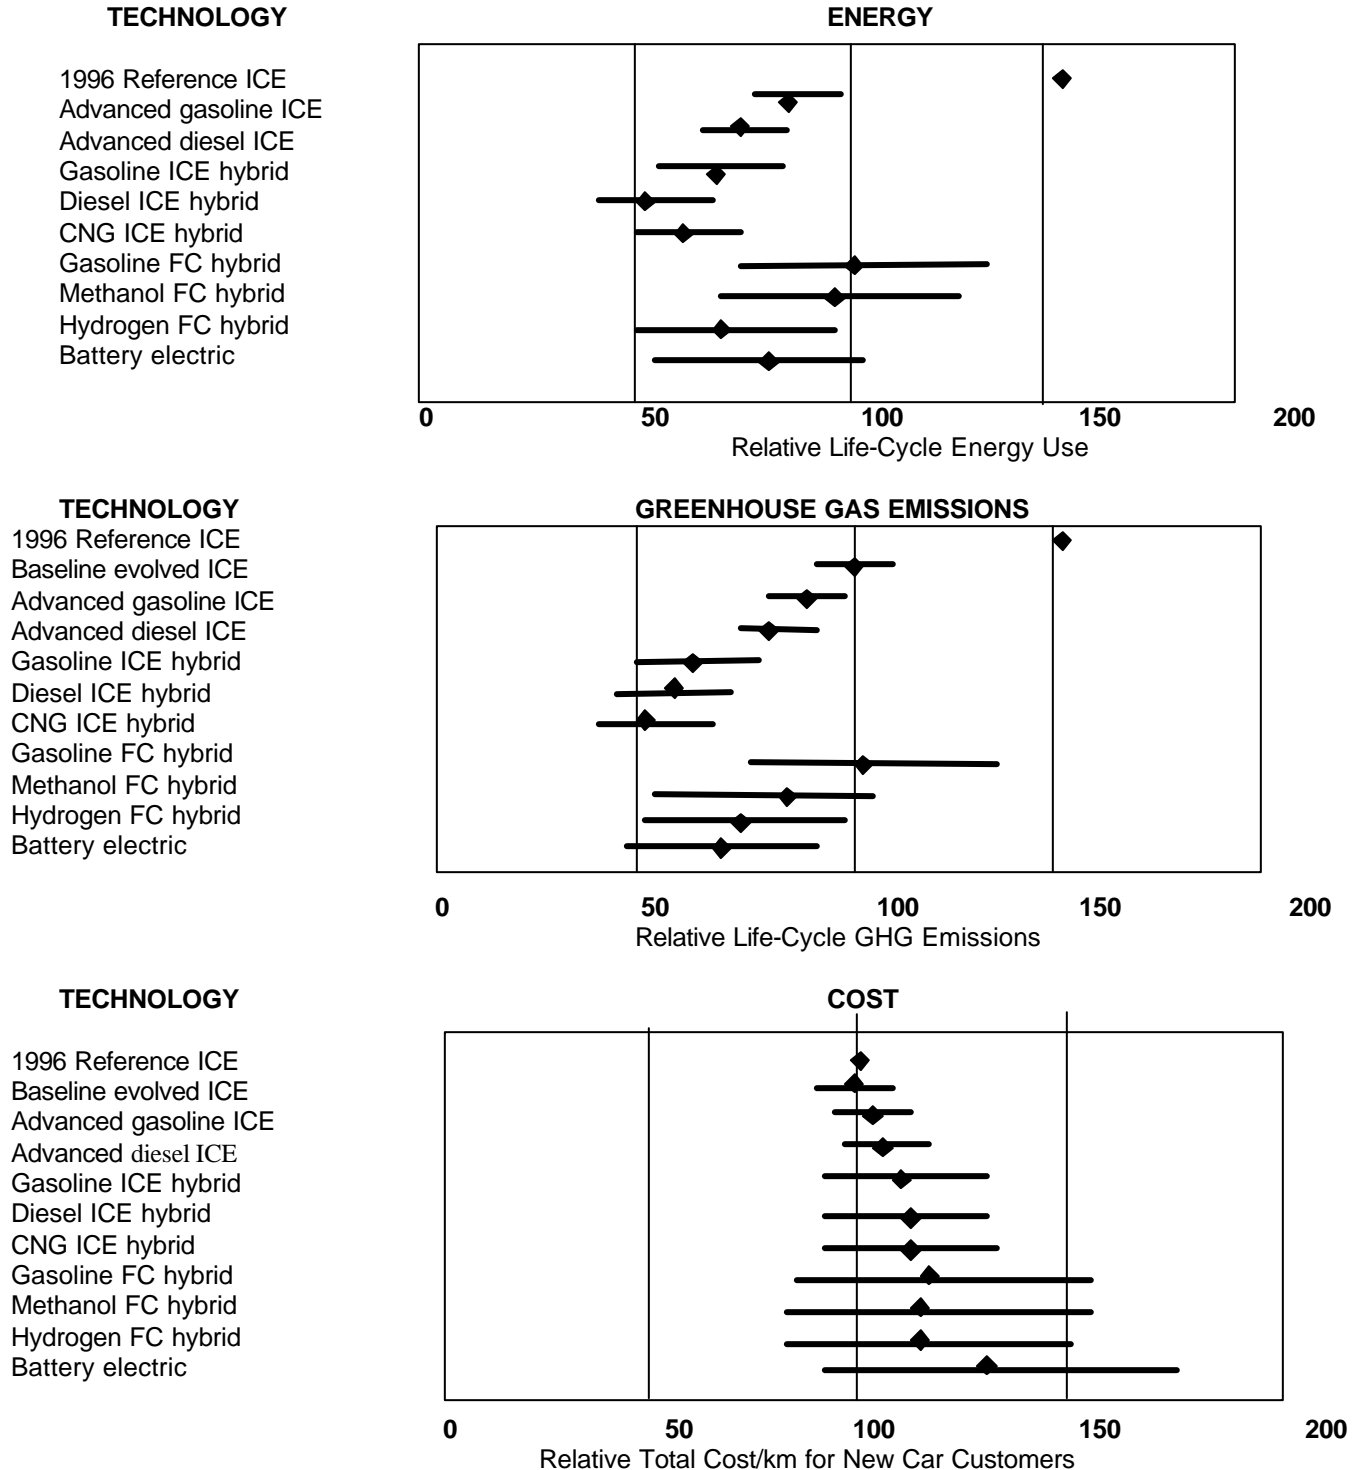 TECHNOLOGY ENERGY
1996 Reference ICE
Advanced gasoline ICE
Advanced diesel ICE
Gasoline ICE hybrid
Diesel ICE hybrid
CNG ICE hybrid
Gasoline FC hybrid
Methanol FC hybrid
Hydrogen FC hybrid
Battery electric
0 50 100 150 200
Relative Life-Cycle Energy Use
TECHNOLOGY GREENHOUSE GAS EMISSIONS
1996 Reference ICE
Baseline evolved ICE
Advanced gasoline ICE
Advanced diesel ICE
Gasoline ICE hybrid
Diesel ICE hybrid
CNG ICE hybrid
Gasoline FC hybrid
Methanol FC hybrid
Hydrogen FC hybrid
Battery electric
0 50 100 150 200
Relative Life-Cycle GHG Emissions
TECHNOLOGY COST
1996 Reference ICE
Baseline evolved ICE
Advanced gasoline ICE
Advanced diesel ICE
Gasoline ICE hybrid
Diesel ICE hybrid
CNG ICE hybrid
Gasoline FC hybrid
Methanol FC hybrid
Hydrogen FC hybrid
Battery electric
0 50 100 150 200
Relative Total Cost/km for New Car Customers